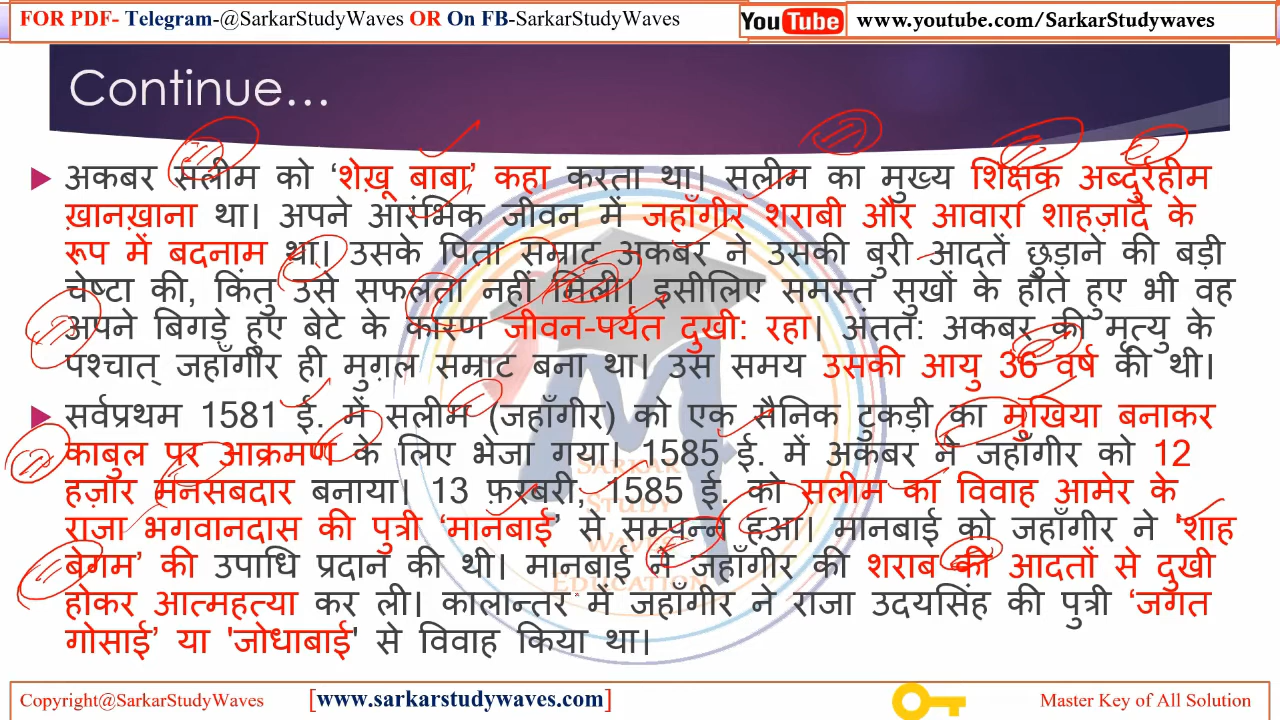 FOR PDF- Telegram-@SarkarStudyWaves OR On FB-SarkarStudyWaves
YouTube www.youtube.com/SarkarStudywaves
Continue…
अकबर सलीम को ‘शेख़ू बाबा’ कहा करता था। सलीम का मुख्य शिक्षक अब्दुर्रहीम
ख़ानख़ाना था। अपने आरंभिक जीवन में जहाँगीर शराबी और आवारा शाहज़ादे के
रूप में बदनाम था। उसके पिता सम्राट अकबर ने उसकी बुरी आदतें छुड़ाने की बड़ी
चेष्टा की, किंतु उसे सफलता नहीं मिली। इसीलिए समस्त सुखों के होते हुए भी वह
अपने बिगड़े हुए बेटे के कारण जीवन-पर्यंत दुखी: रहा। अंतत: अकबर की मृत्यु के
पश्चात् जहाँगीर ही मुग़ल सम्राट बना था। उस समय उसकी आयु 36 वर्ष की थी।
सर्वप्रथम 1581 ई. में सलीम (जहाँगीर) को एक सैनिक टुकड़ी का मुखिया बनाकर
काबुल पर आक्रमण के लिए भेजा गया। 1585 ई. में अकबर ने जहाँगीर को 12
हज़ार मनसबदार बनाया। 13 फ़रबरी, 1585 ई. को सलीम का विवाह आमेर के
राजा भगवानदास की पुत्री ‘मानबाई’ से सम्पन्न हुआ। मानबाई को जहाँगीर ने 'शाह
बेगम’ की उपाधि प्रदान की थी। मानबाई ने जहाँगीर की शराब की आदतों से दुखी
होकर आत्महत्या कर ली। कालान्तर में जहाँगीर ने राजा उदयसिंह की पुत्री ‘जगत
गोसाई’ या 'जोधाबाई' से विवाह किया था।
SARKAR
STUDY
WAVES
EDUCATION
Copyright@SarkarStudyWaves
[www.sarkarstudywaves.com]
Master Key of All Solution